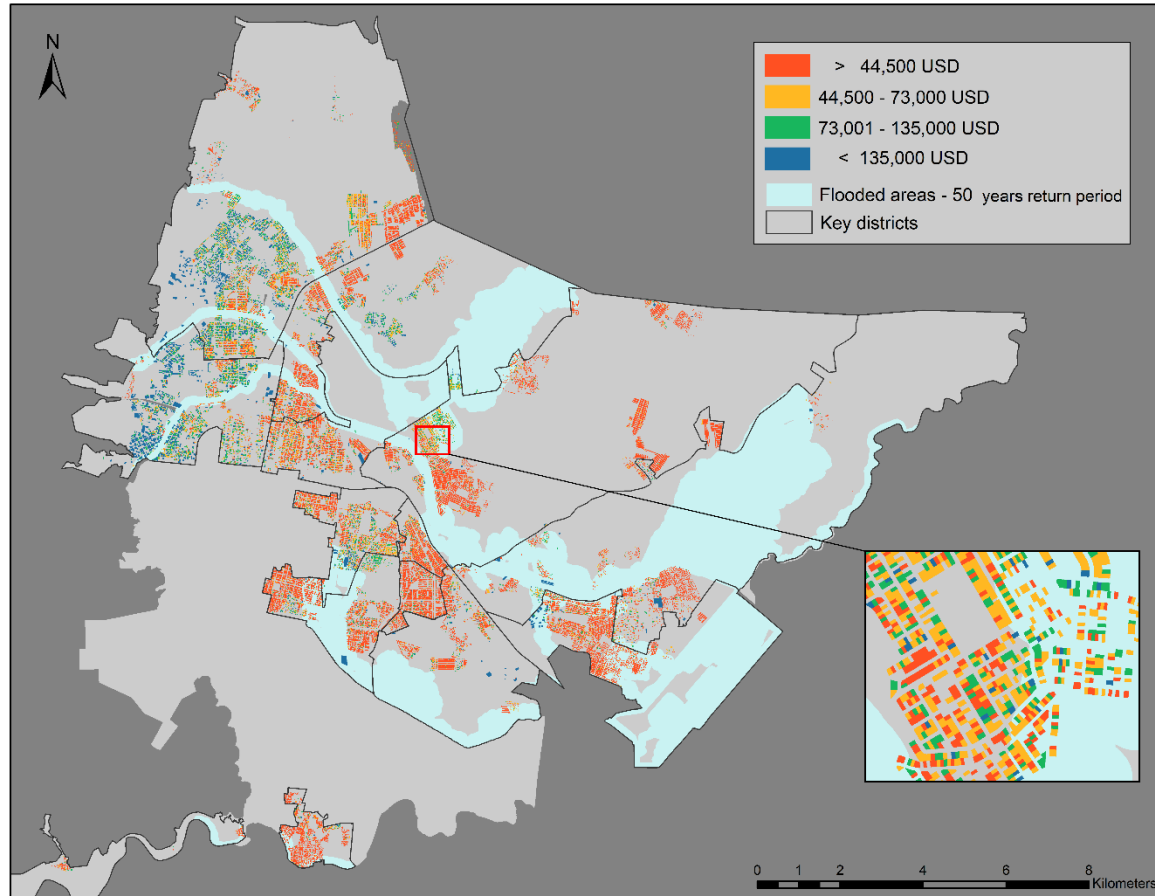 N
> 44,500 USD
44,500 - 73,000 USD
73,001 - 135,000 USD
< 135,000 USD
Flooded areas - 50 years return period
Key districts
0 2 4 6 8
Kilometers